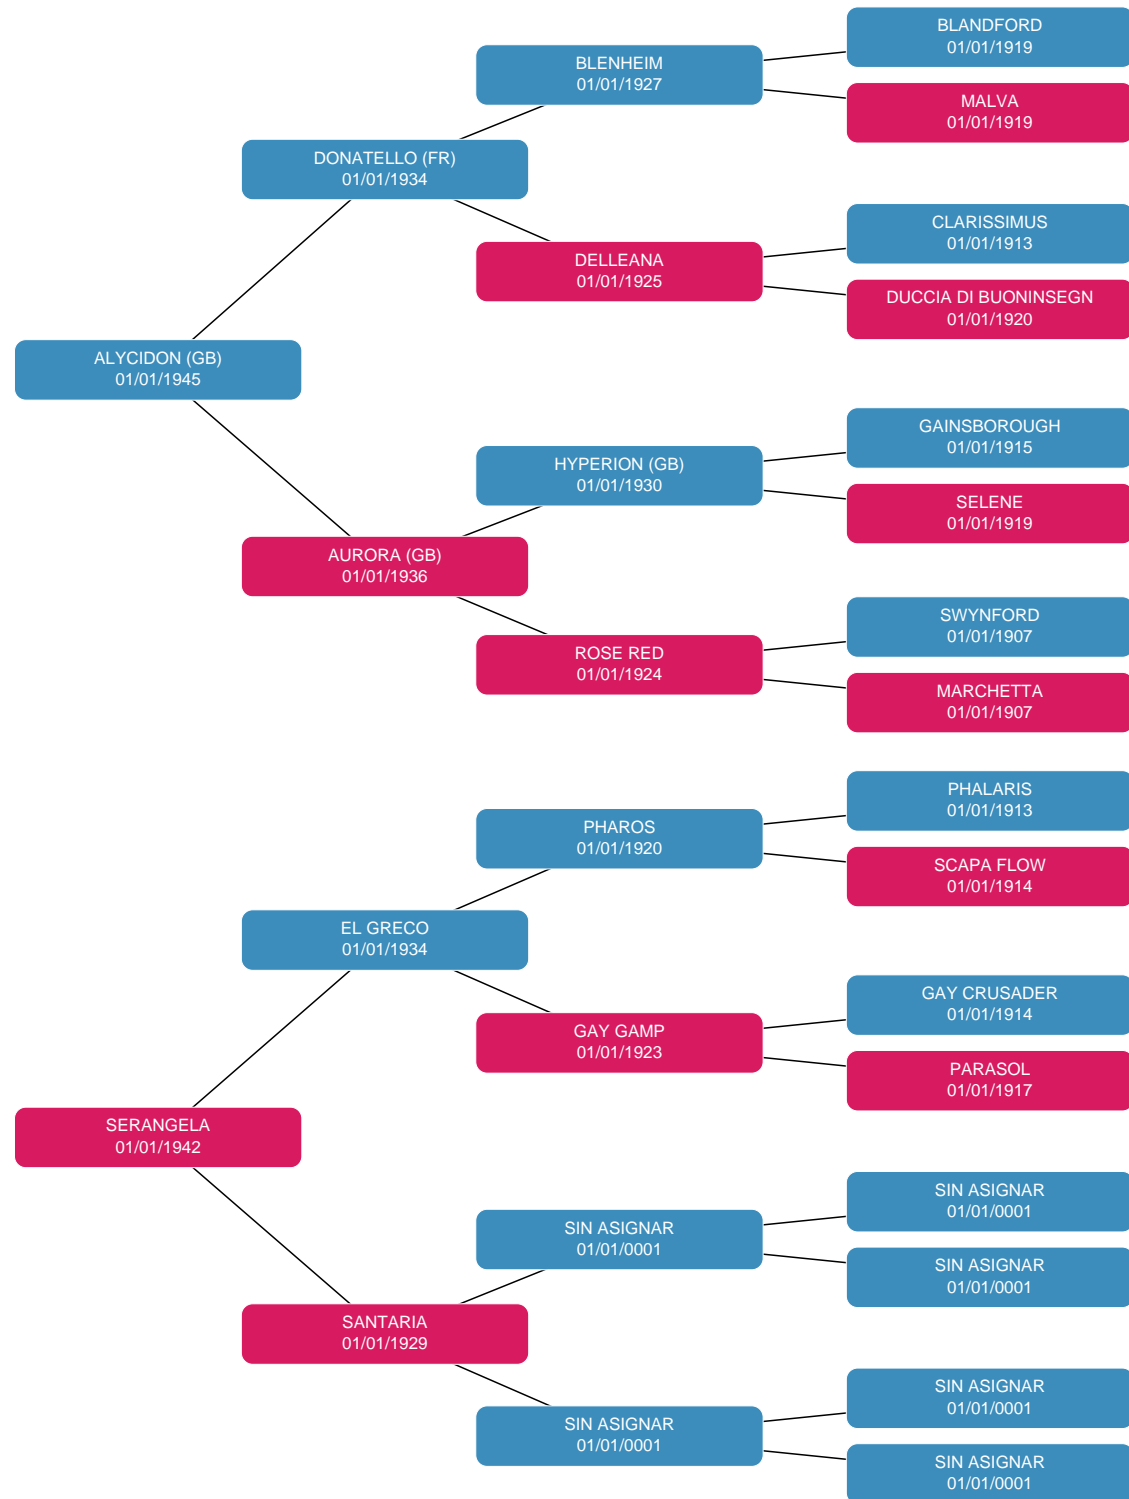 BLANDFORD
01/01/1919
BLENHEIM
01/01/1927
MALVA
01/01/1919
DONATELLO (FR)
01/01/1934
CLARISSIMUS
01/01/1913
DELLEANA
01/01/1925
DUCCIA DI BUONINSEGN
01/01/1920
ALYCIDON (GB)
01/01/1945
GAINSBOROUGH
01/01/1915
HYPERION (GB)
01/01/1930
SELENE
01/01/1919
AURORA (GB)
01/01/1936
SWYNFORD
01/01/1907
ROSE RED
01/01/1924
MARCHETTA
01/01/1907
PHALARIS
01/01/1913
PHAROS
01/01/1920
SCAPA FLOW
01/01/1914
EL GRECO
01/01/1934
GAY CRUSADER
01/01/1914
GAY GAMP
01/01/1923
PARASOL
01/01/1917
SERANGELA
01/01/1942
SIN ASIGNAR
01/01/0001
SIN ASIGNAR
01/01/0001
SIN ASIGNAR
01/01/0001
SANTARIA
01/01/1929
SIN ASIGNAR
01/01/0001
SIN ASIGNAR
01/01/0001
SIN ASIGNAR
01/01/0001